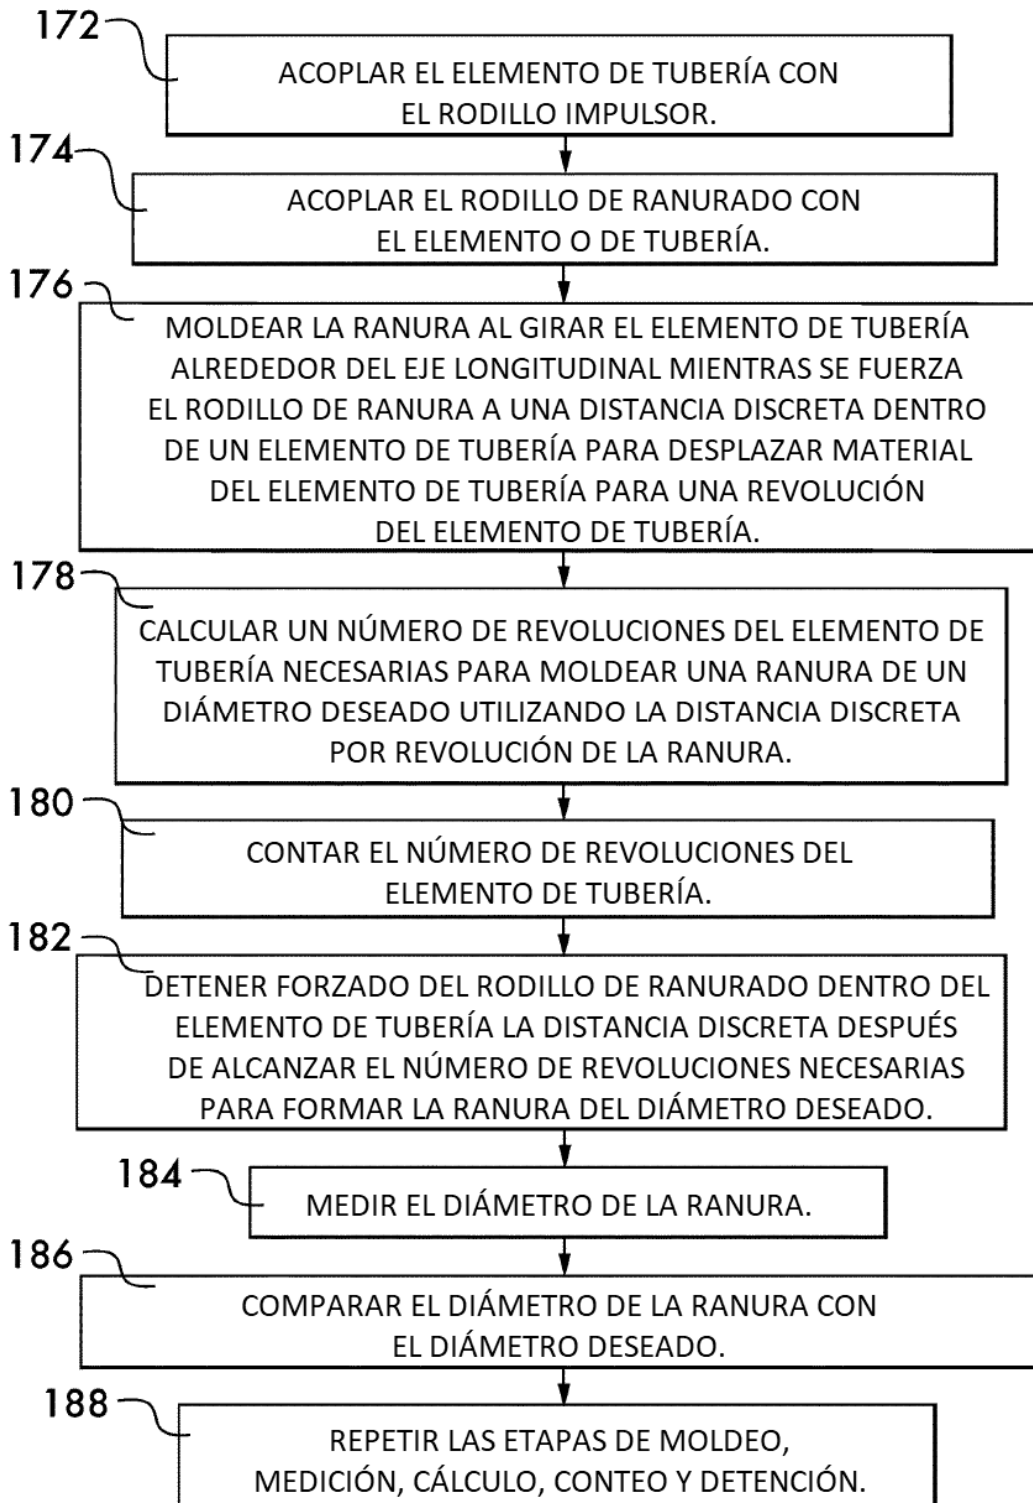 172
ACOPLAR EL ELEMENTO DE TUBERÍA CON
EL RODILLO IMPULSOR.
174
ACOPLAR EL RODILLO DE RANURADO CON
EL ELEMENTO O DE TUBERÍA.
176
MOLDEAR LA RANURA AL GIRAR EL ELEMENTO DE TUBERÍA
ALREDEDOR DEL EJE LONGITUDINAL MIENTRAS SE FUERZA
EL RODILLO DE RANURA A UNA DISTANCIA DISCRETA DENTRO
DE UN ELEMENTO DE TUBERÍA PARA DESPLAZAR MATERIAL
DEL ELEMENTO DE TUBERÍA PARA UNA REVOLUCIÓN
DEL ELEMENTO DE TUBERÍA.
178
CALCULAR UN NÚMERO DE REVOLUCIONES DEL ELEMENTO DE
TUBERÍA NECESARIAS PARA MOLDEAR UNA RANURA DE UN
DIÁMETRO DESEADO UTILIZANDO LA DISTANCIA DISCRETA
POR REVOLUCIÓN DE LA RANURA.
180
CONTAR EL NÚMERO DE REVOLUCIONES DEL
ELEMENTO DE TUBERÍA.
182
DETENER FORZADO DEL RODILLO DE RANURADO DENTRO DEL
ELEMENTO DE TUBERÍA LA DISTANCIA DISCRETA DESPUÉS
DE ALCANZAR EL NÚMERO DE REVOLUCIONES NECESARIAS
PARA FORMAR LA RANURA DEL DIÁMETRO DESEADO.
184
MEDIR EL DIÁMETRO DE LA RANURA.
186
COMPARAR EL DIÁMETRO DE LA RANURA CON
EL DIÁMETRO DESEADO.
188
REPETIR LAS ETAPAS DE MOLDEO,
MEDICIÓN, CÁLCULO, CONTEO Y DETENCIÓN.